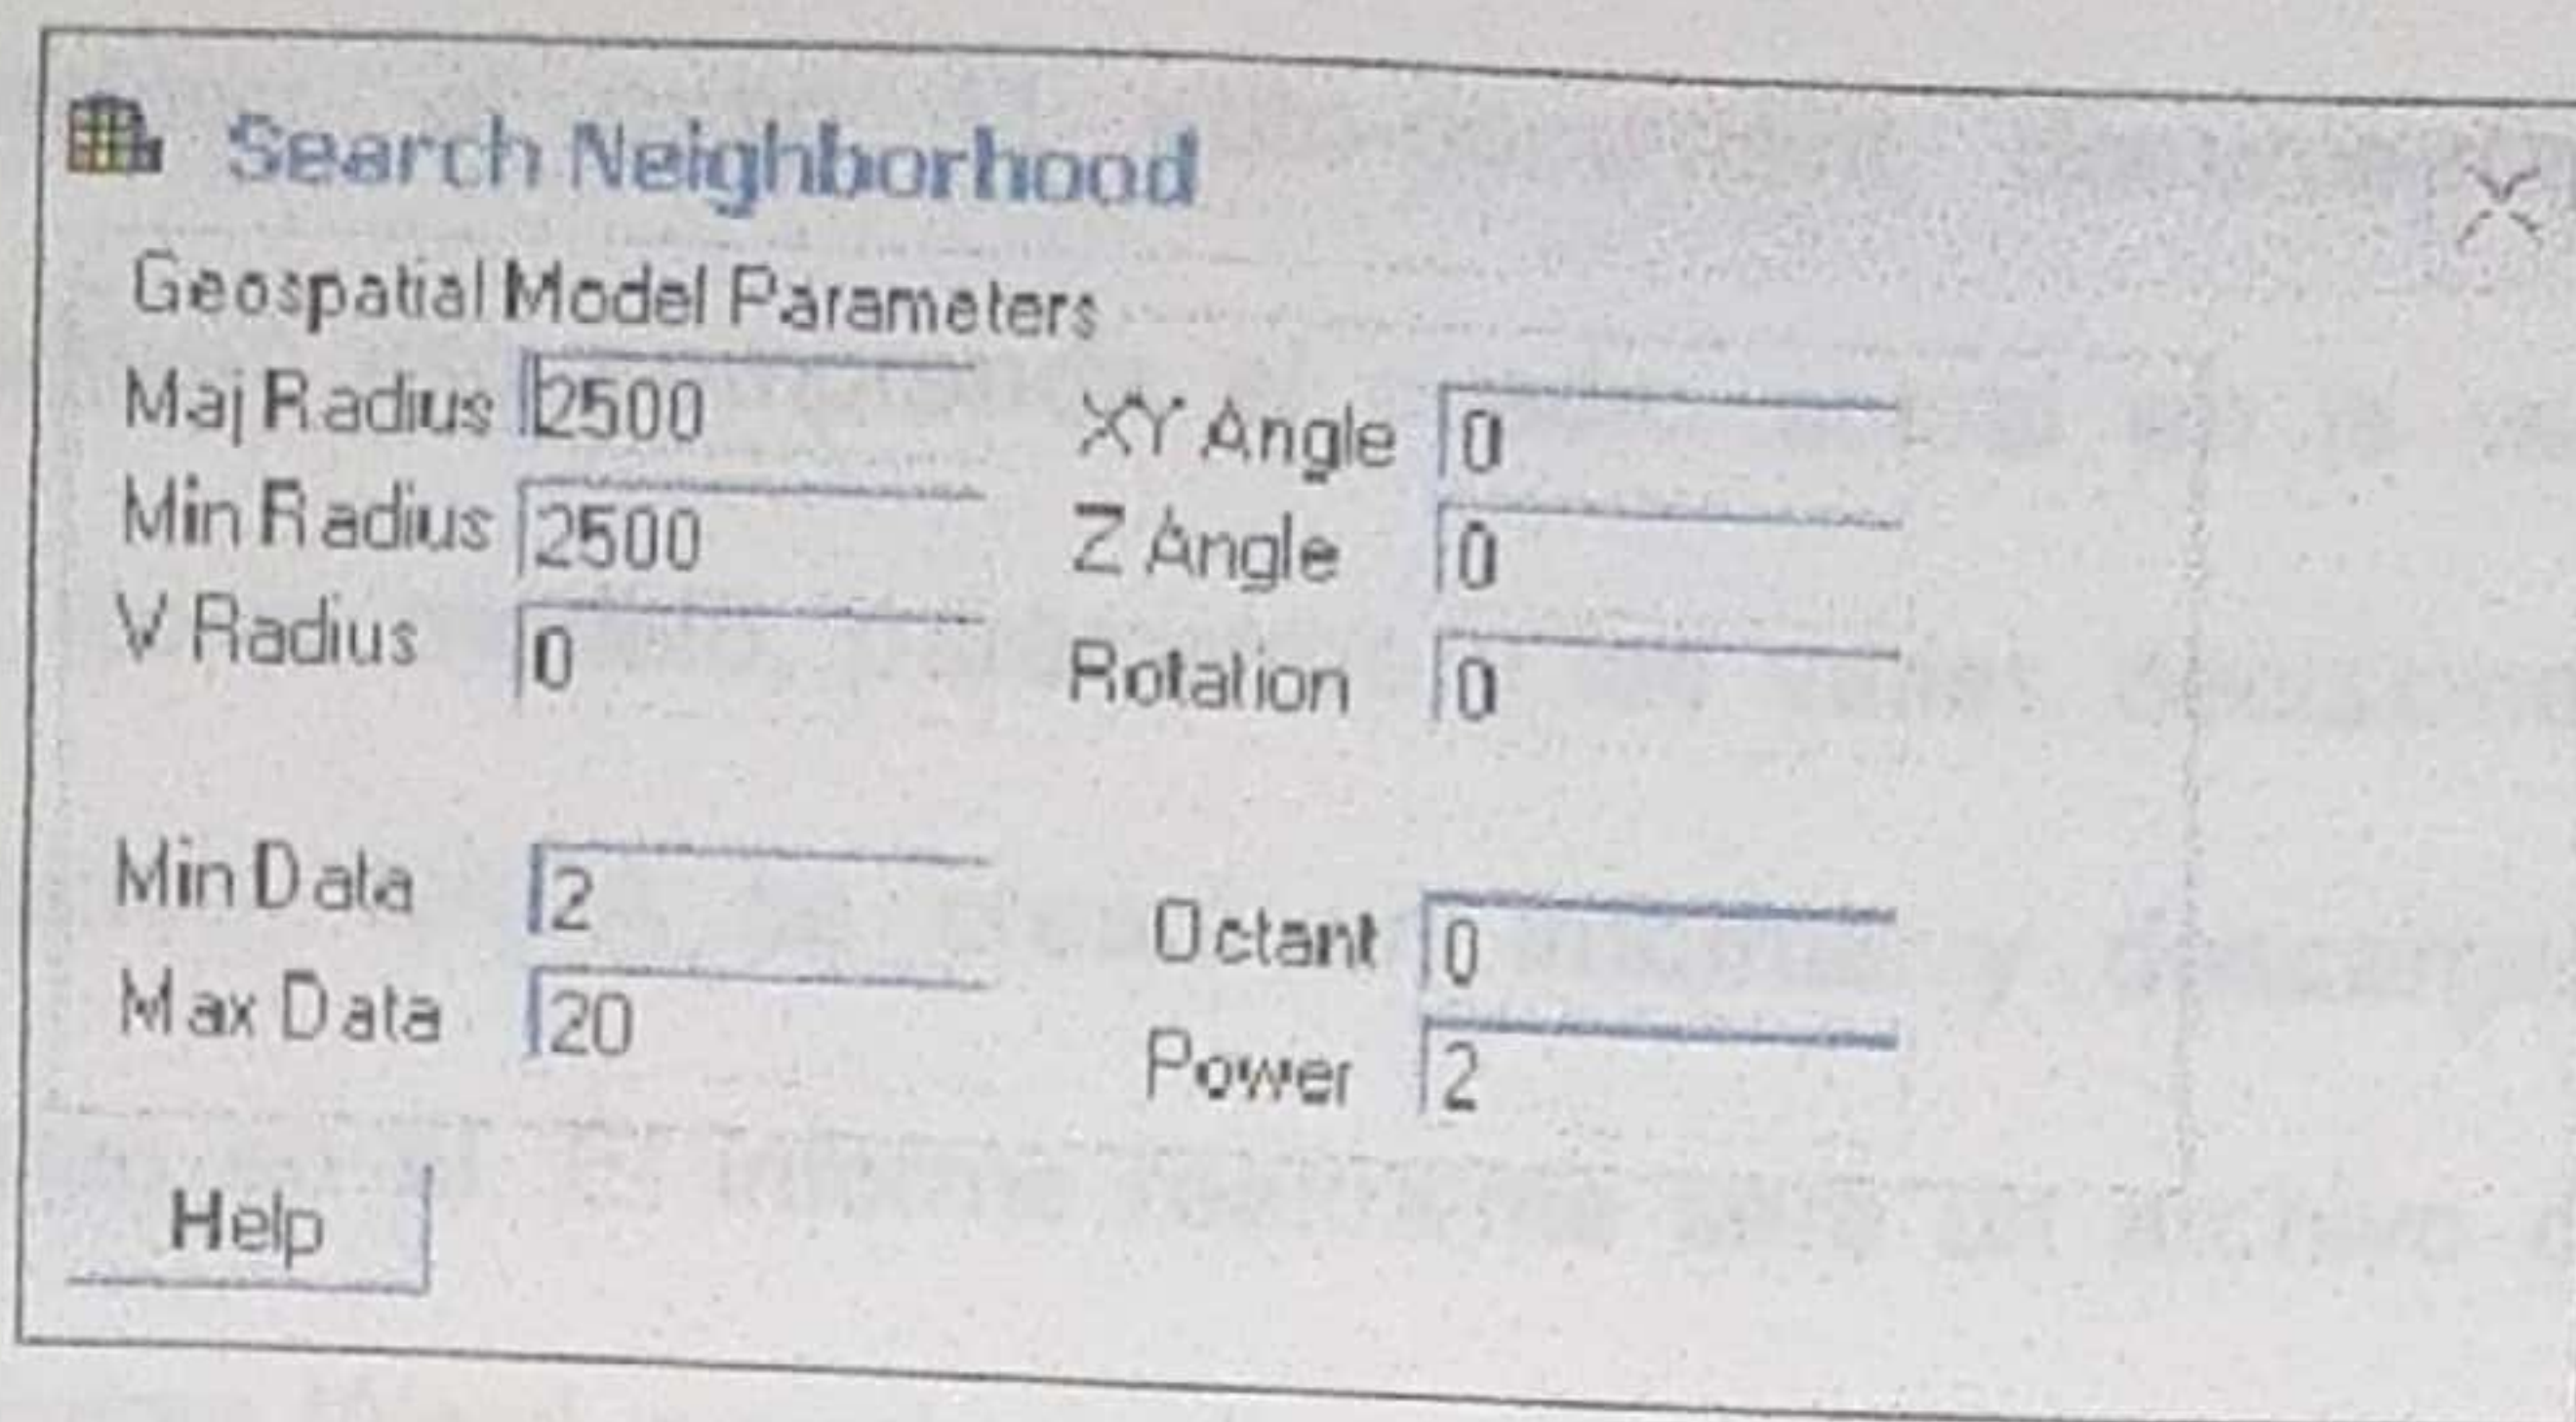 Search Neighborhood
Geospatial Model Parameters
Maj Radius 2500 XY Angle 0
Min Radius 2500 Z Angle 0
V Radius 0 Rotation 0
Min Data 2 Octant 0
Max Data 20 Power 2
Help